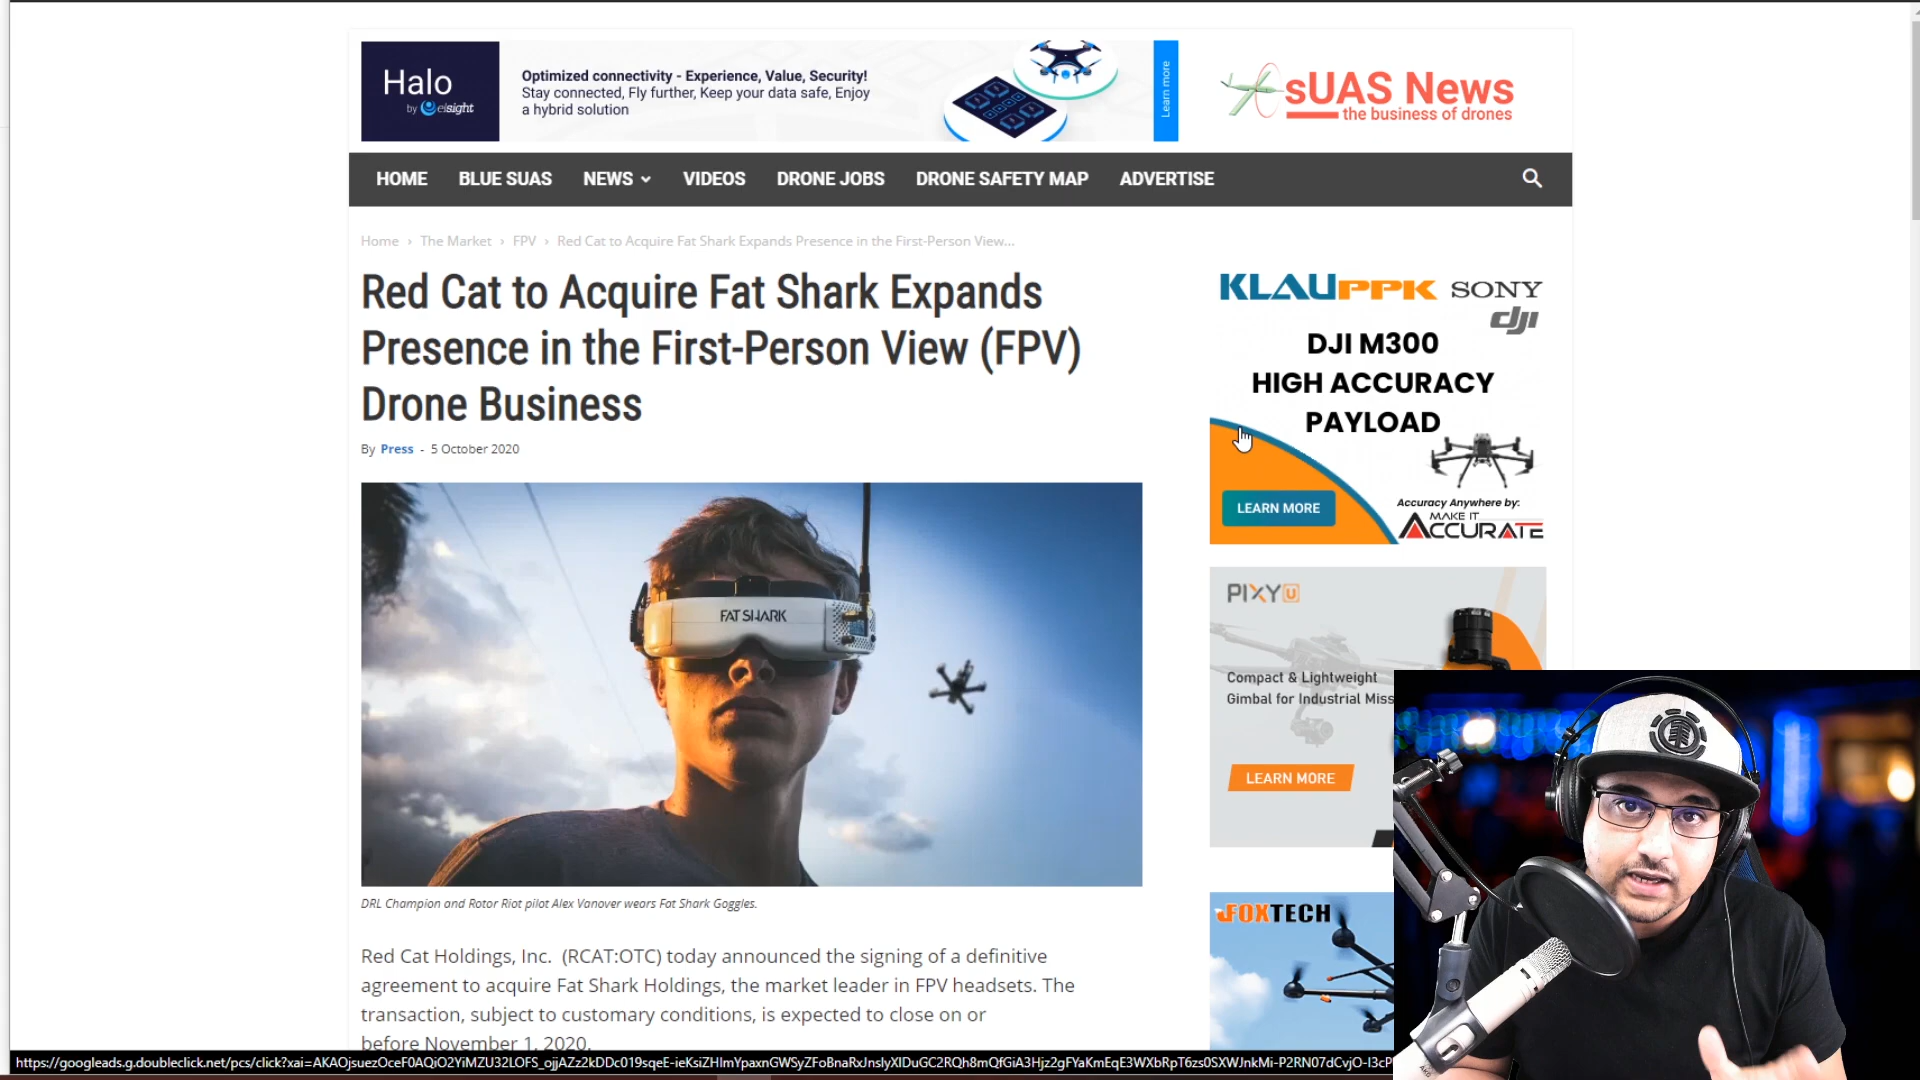 Halo
by eisight
Optimized connectivity - Experience, Value, Security!
Stay connected, Fly further, Keep your data safe, Enjoy
a hybrid solution
Learn more
sUAS News
the business of drones
HOME
BLUE SUAS
NEWS
VIDEOS
DRONE JOBS
DRONE SAFETY MAP
ADVERTISE
Home › The Market › FPV › Red Cat to Acquire Fat Shark Expands Presence in the First-Person View...
Red Cat to Acquire Fat Shark Expands
Presence in the First-Person View (FPV)
Drone Business
By Press - 5 October 2020
FAT SHARK
DRL Champion and Rotor Riot pilot Alex Vanover wears Fat Shark Goggles.
Red Cat Holdings, Inc. (RCAT:OTC) today announced the signing of a definitive
agreement to acquire Fat Shark Holdings, the market leader in FPV headsets. The
transaction, subject to customary conditions, is expected to close on or
before November 1, 2020.
KLAUPPK SONY
dji
DJI M300
HIGH ACCURACY
PAYLOAD
LEARN MORE
Accuracy Anywhere by:
MAKE IT
ACCURATE
PIXY U
Compact & Lightweight
Gimbal for Industrial Miss
LEARN MORE
FOXTECH